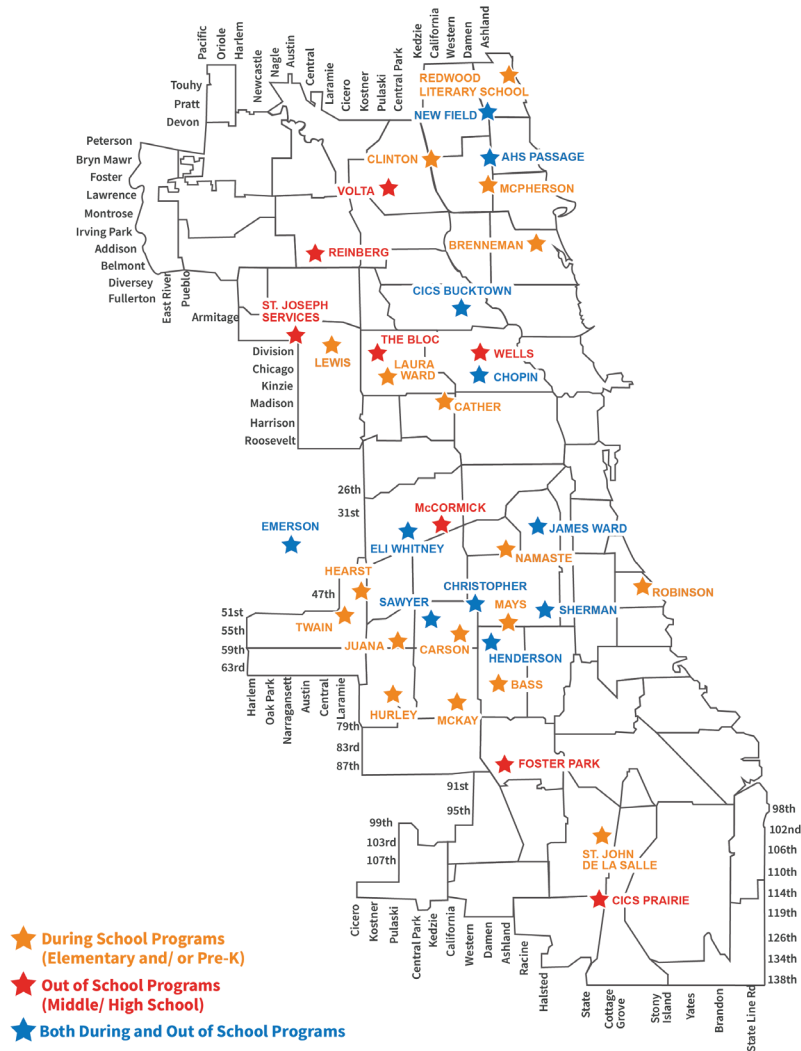 Pacific
Oriole
Harlem
Newcastle
Nagle
Austin
Central
Laramie
Cicero
Kostner
Pulaski
Central Park
Kedzie
California
Western
Damen
Ashland
Touhy
Pratt
Devon
Peterson
Bryn Mawr
Foster
Lawrence
Montrose
Irving Park
Addison
Belmont
Diversey
Fullerton
East River
Pueblo
Armitage
Division
Chicago
Kinzie
Madison
Harrison
Roosevelt
REDWOOD
LITERARY SCHOOL
NEW FIELD
CLINTON
AHS PASSAGE
VOLTA
MCPHERSON
REINBERG
BRENNEMAN
CICS BUCKTOWN
ST. JOSEPH
SERVICES
LEWIS
THE BLOC
LAURA
WARD
WELLS
CHOPIN
CATHER
26th
31st
McCORMICK
EMERSON
ELI WHITNEY
JAMES WARD
NAMASTE
HEARST
47th
CHRISTOPHER
ROBINSON
SAWYER
MAYS
SHERMAN
51st
55th
59th
63rd
TWAIN
JUANA
CARSON
HENDERSON
BASS
Harlem
Oak Park
Narragansett
Austin
Central
Laramie
HURLEY
MCKAY
79th
83rd
87th
FOSTER PARK
91st
95th
99th
103rd
107th
98th
102nd
106th
110th
114th
119th
126th
134th
138th
ST. JOHN
DE LA SALLE
CICS PRAIRIE
Cicero
Kostner
Pulaski
Central Park
Kedzie
California
Western
Damen
Ashland
Racine
Halsted
State
Cottage
Grove
Stony
Island
Yates
Brandon
State Line Rd
During School Programs
(Elementary and/ or Pre-K)
Out of School Programs
(Middle/ High School)
Both During and Out of School Programs